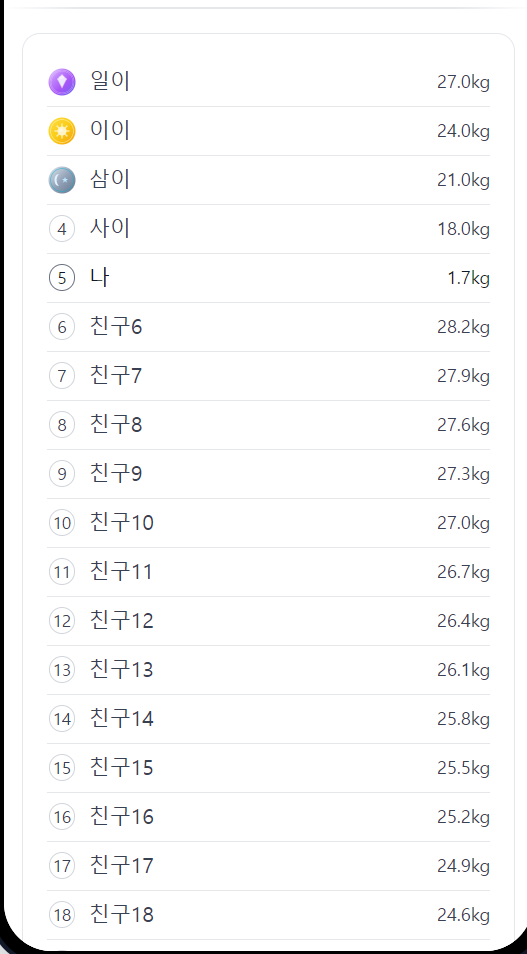 일이 27.0kg
이이 24.0kg
삼이 21.0kg
4 사이 18.0kg
5 나 1.7kg
6 친구6 28.2kg
7 친구7 27.9kg
8 친구8 27.6kg
9 친구9 27.3kg
10 친구10 27.0kg
11 친구11 26.7kg
12 친구12 26.4kg
13 친구13 26.1kg
14 친구14 25.8kg
15 친구15 25.5kg
16 친구16 25.2kg
17 친구17 24.9kg
18 친구18 24.6kg